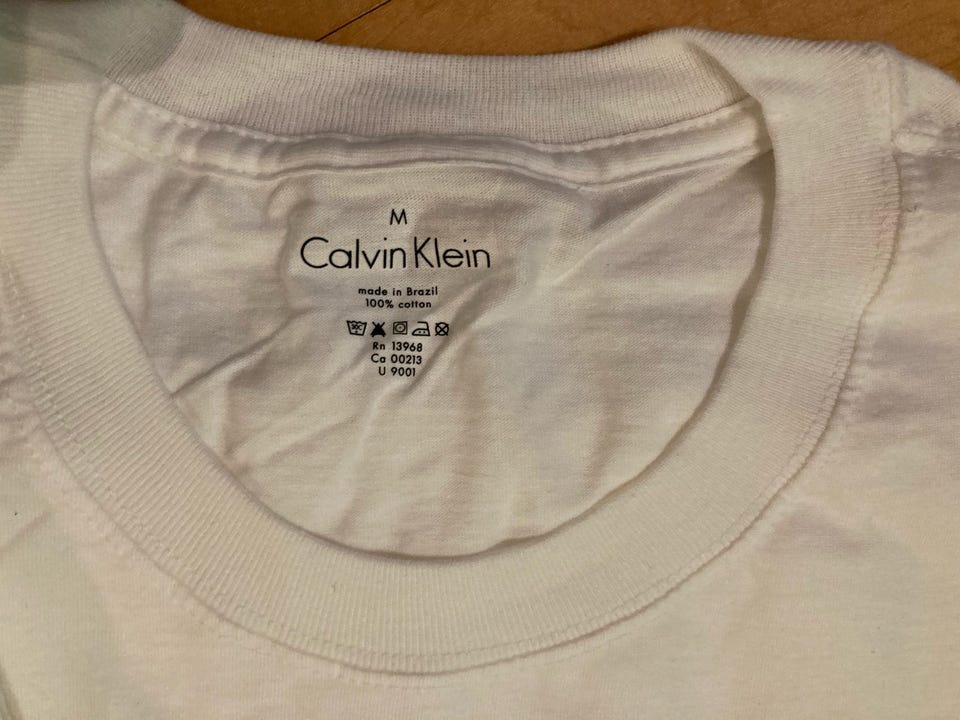 M
Calvin Klein
made in Brazil
100% cotton
Rn 13968
Ca 00213
U 9001